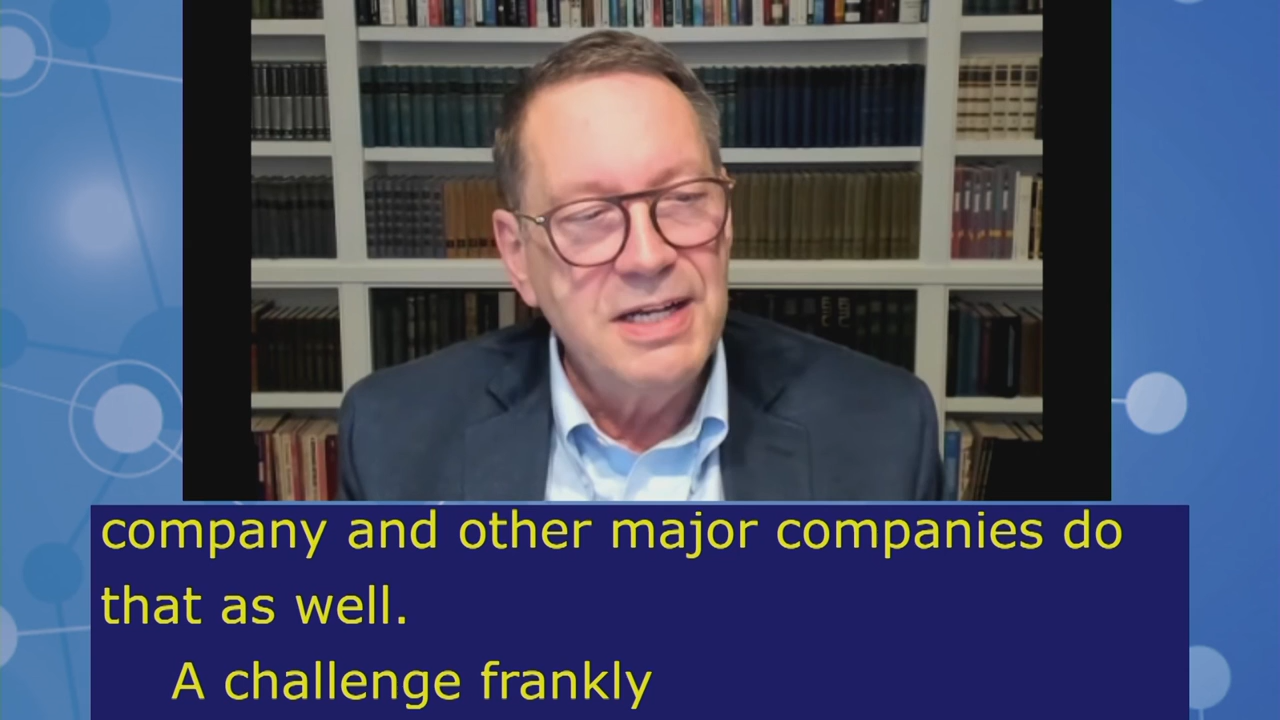 company and other major companies do
that as well.
A challenge frankly